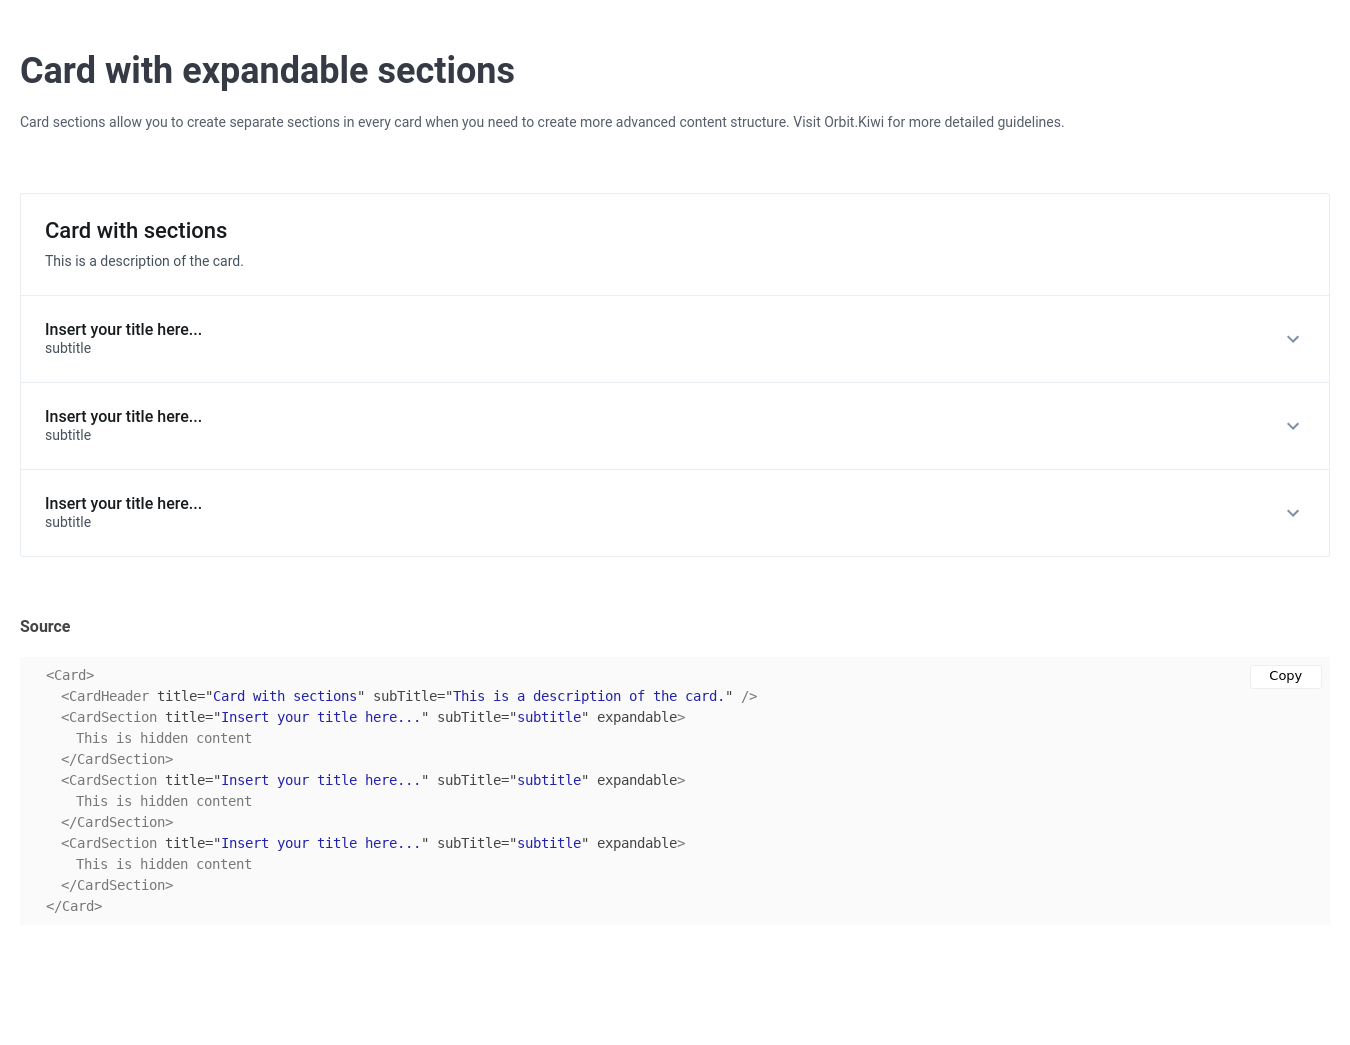 Card with expandable sections
Card sections allow you to create separate sections in every card when you need to create more advanced content structure. Visit Orbit.Kiwi for more detailed guidelines.
Card with sections
This is a description of the card.
Insert your title here...
subtitle
Insert your title here...
subtitle
Insert your title here...
subtitle
Source
Copy
<Card>
  <CardHeader title="Card with sections" subTitle="This is a description of the card." />
  <CardSection title="Insert your title here..." subTitle="subtitle" expandable>
    This is hidden content
  </CardSection>
  <CardSection title="Insert your title here..." subTitle="subtitle" expandable>
    This is hidden content
  </CardSection>
  <CardSection title="Insert your title here..." subTitle="subtitle" expandable>
    This is hidden content
  </CardSection>
</Card>